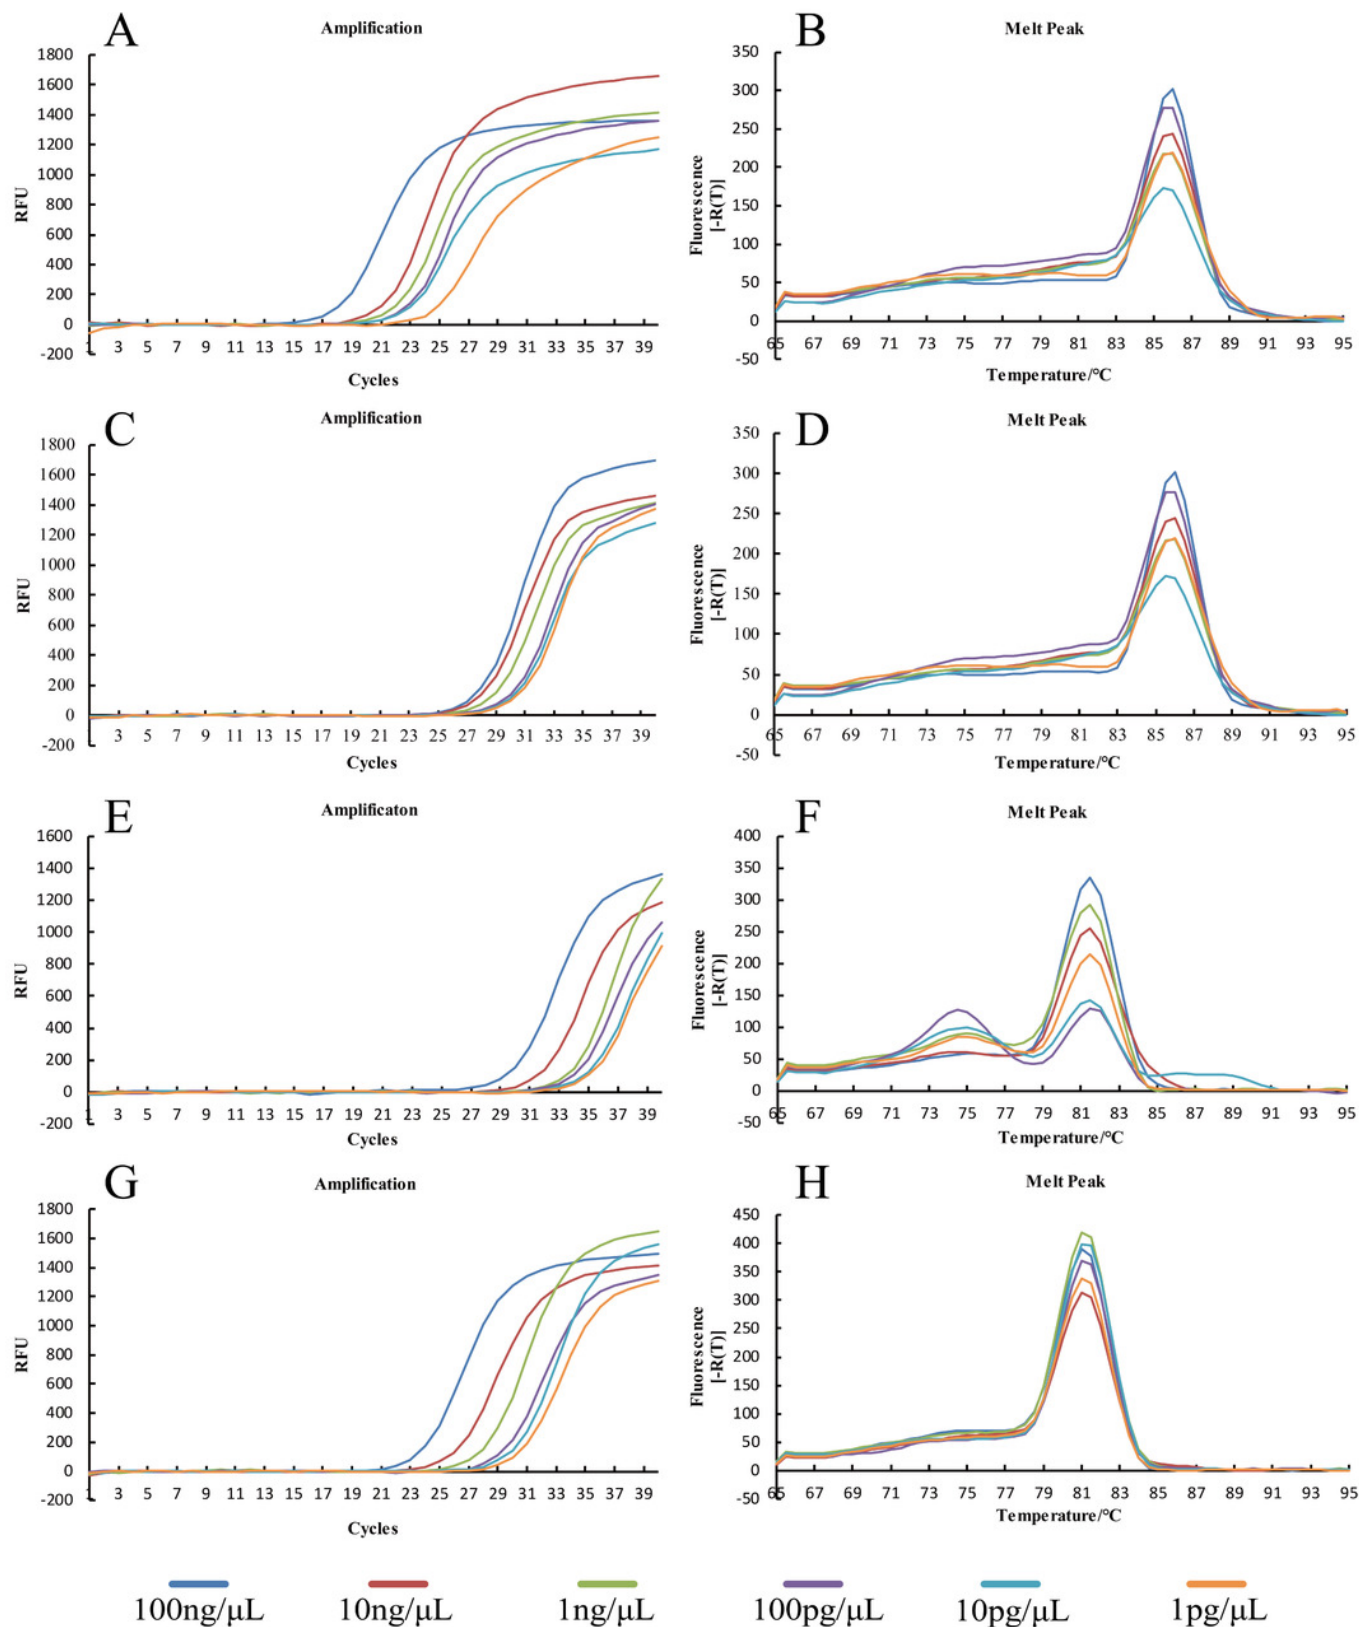 A
Amplification
1800
1600
1400
1200
1000
800
600
400
200
0
-200
RFU
1 3 5 7 9 11 13 15 17 19 21 23 25 27 29 31 33 35 37 39
Cycles
B
Melt Peak
350
300
250
200
150
100
50
0
-50
Fluorescence
[-R(T)]
65 67 69 71 73 75 77 79 81 83 85 87 89 91 93 95
Temperature/°C
C
Amplification
1800
1600
1400
1200
1000
800
600
400
200
0
-200
RFU
1 3 5 7 9 11 13 15 17 19 21 23 25 27 29 31 33 35 37 39
Cycles
D
Melt Peak
350
300
250
200
150
100
50
0
-50
Fluorescence
[-R(T)]
65 67 69 71 73 75 77 79 81 83 85 87 89 91 93 95
Temperature/°C
E
Amplificaton
1600
1400
1200
1000
800
600
400
200
0
-200
RFU
1 3 5 7 9 11 13 15 17 19 21 23 25 27 29 31 33 35 37 39
Cycles
F
Melt Peak
400
350
300
250
200
150
100
50
0
-50
Fluorescence
[-R(T)]
65 67 69 71 73 75 77 79 81 83 85 87 89 91 93 95
Temperature/°C
G
Amplification
1800
1600
1400
1200
1000
800
600
400
200
0
-200
RFU
1 3 5 7 9 11 13 15 17 19 21 23 25 27 29 31 33 35 37 39
Cycles
H
Melt Peak
450
400
350
300
250
200
150
100
50
0
-50
Fluorescence
[-R(T)]
65 67 69 71 73 75 77 79 81 83 85 87 89 91 93 95
Temperature/°C
100ng/μL 10ng/μL 1ng/μL 100pg/μL 10pg/μL 1pg/μL